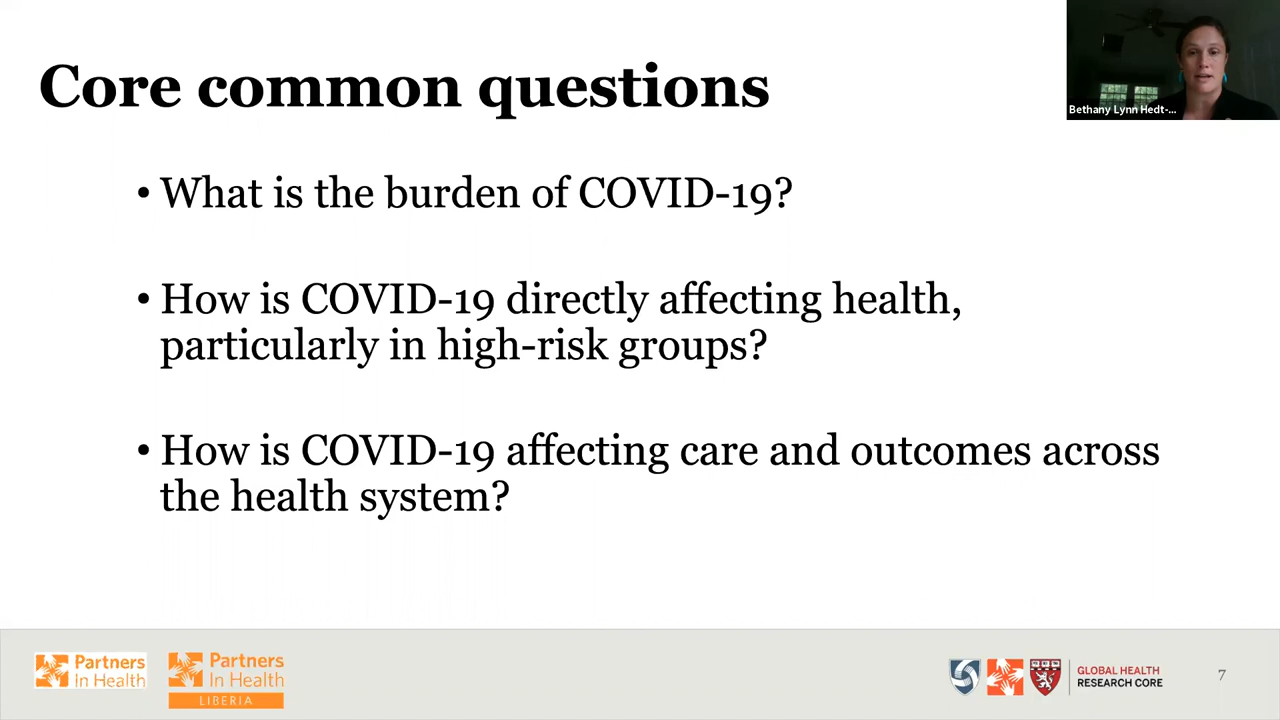 Core common questions
Bethany Lynn Hedt-...
• What is the burden of COVID-19?
• How is COVID-19 directly affecting health,
particularly in high-risk groups?
• How is COVID-19 affecting care and outcomes across
the health system?
Partners
In Health
Partners
In Health
LIBERIA
GLOBAL HEALTH
RESEARCH CORE
7